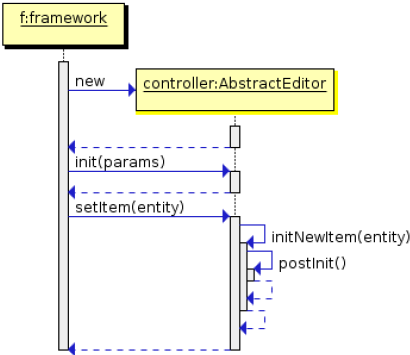 f:framework
new
controller:AbstractEditor
init(params)
setItem(entity)
initNewItem(entity)
postInit()